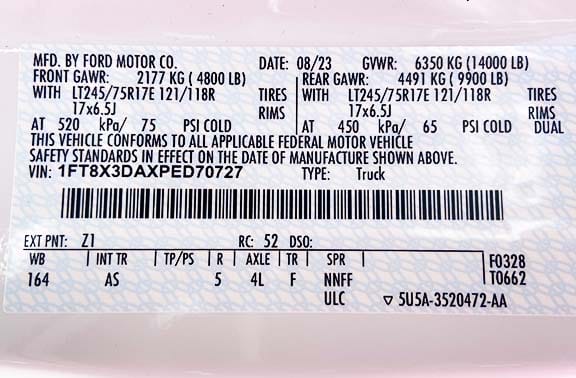 MFD. BY FORD MOTOR CO. DATE: 08/23 GVWR: 6350 KG (14000 LB)
FRONT GAWR: 2177 KG ( 4800 LB) REAR GAWR: 4491 KG ( 9900 LB)
WITH LT245/75R17E 121/118R TIRES WITH LT245/75R17E 121/118R TIRES
17x6.5J RIMS 17x6.5J RIMS
AT 520 kPa/ 75 PSI COLD AT 450 kPa/ 65 PSI COLD DUAL
THIS VEHICLE CONFORMS TO ALL APPLICABLE FEDERAL MOTOR VEHICLE
SAFETY STANDARDS IN EFFECT ON THE DATE OF MANUFACTURE SHOWN ABOVE.
VIN: 1FT8X3DAXPED70727 TYPE: Truck
EXT PNT: Z1 RC: 52 DSO:
WB INT TR TP/PS R AXLE TR SPR F0328
164 AS 5 4L F NNFF T0662
ULC ▽ 5U5A-3520472-AA